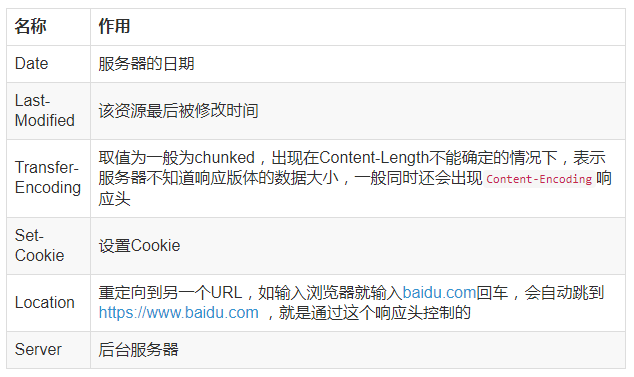 名称 作用
Date 服务器的日期
Last-
Modified
该资源最后被修改时间
Transfer-
Encoding
取值为一般为chunked，出现在Content-Length不能确定的情况下，表示
服务器不知道响应版体的数据大小，一般同时还会出现 Content-Encoding 响
应头
Set-
Cookie
设置Cookie
Location
重定向到另一个URL，如输入浏览器就输入baidu.com回车，会自动跳到
https://www.baidu.com ，就是通过这个响应头控制的
Server 后台服务器